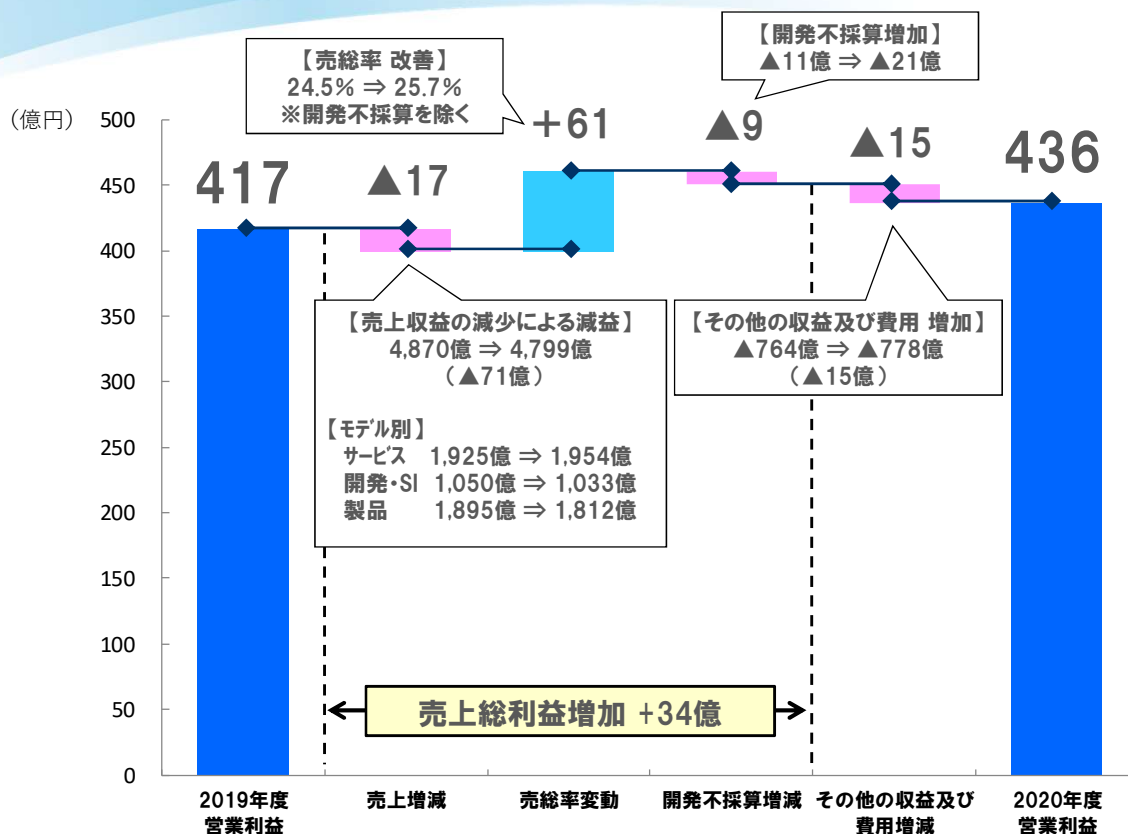 【売総率 改善】
24.5% ⇒ 25.7%
※開発不採算を除く
【開発不採算増加】
▲11億 ⇒ ▲21億
（億円）
500
450
400
350
300
250
200
150
100
50
0
417
▲17
＋61
▲9
▲15
436
【売上収益の減少による減益】
4,870億 ⇒ 4,799億
（▲71億）
【モデル別】
サービス 1,925億 ⇒ 1,954億
開発・SI 1,050億 ⇒ 1,033億
製品 1,895億 ⇒ 1,812億
【その他の収益及び費用 増加】
▲764億 ⇒ ▲778億
（▲15億）
売上総利益増加 +34億
2019年度
営業利益
売上増減
売総率変動
開発不採算増減
その他の収益及び
費用増減
2020年度
営業利益